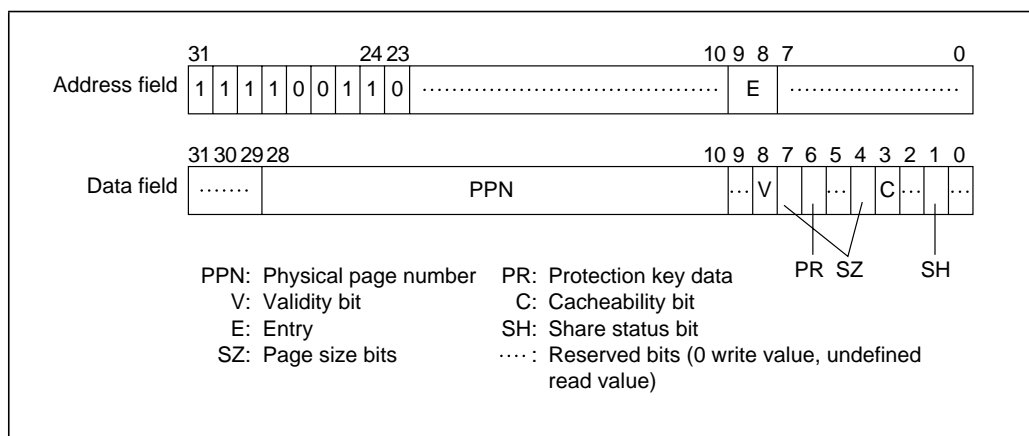 31 24 23 10 9 8 7 0
Address field 1 1 1 1 0 0 1 1 0 ···································· E ·······················
31 30 29 28 10 9 8 7 6 5 4 3 2 1 0
Data field ······· PPN ··· V ··· C ··· ···
PR SZ SH
PPN: Physical page number PR: Protection key data
V: Validity bit C: Cacheability bit
E: Entry SH: Share status bit
SZ: Page size bits ····: Reserved bits (0 write value, undefined
read value)